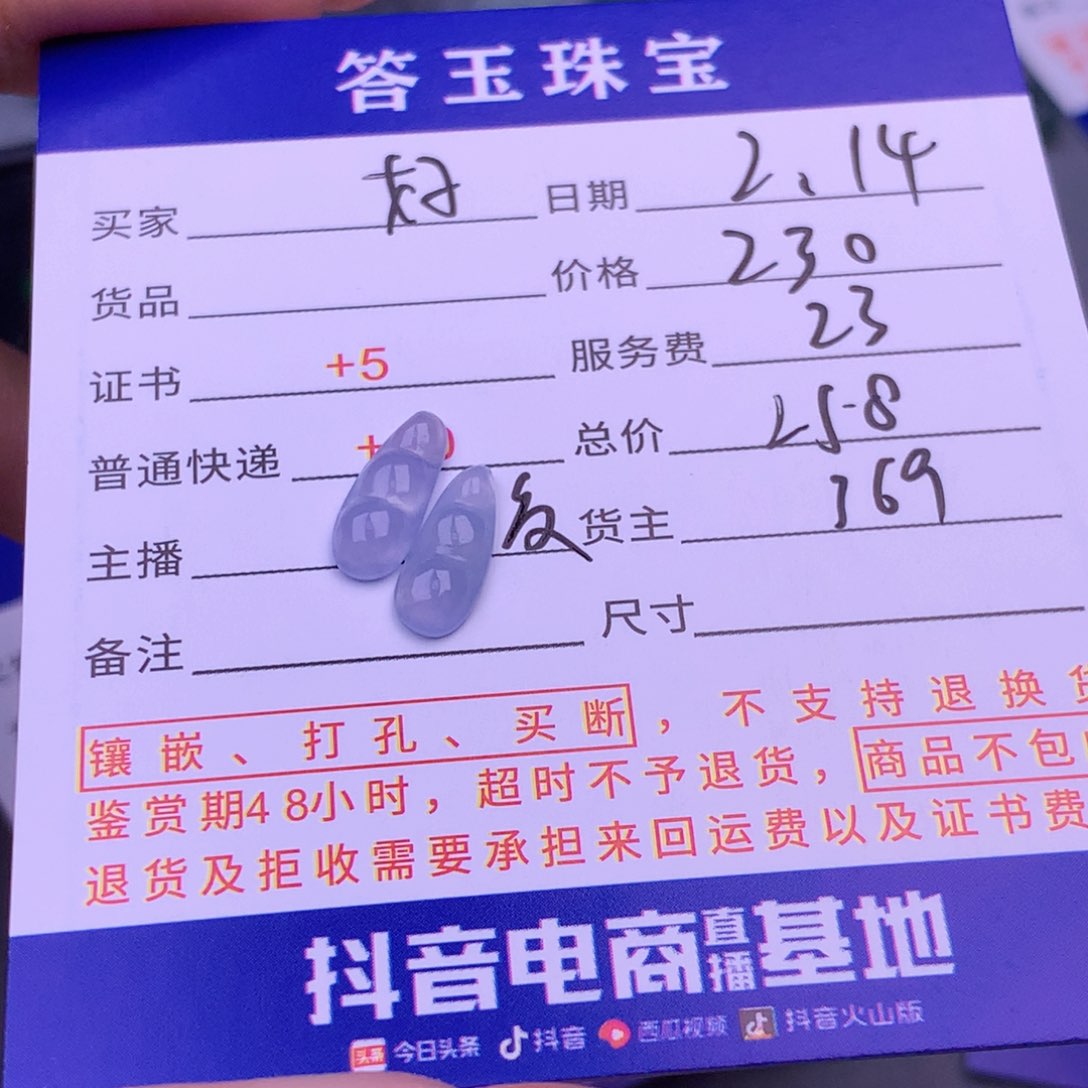 答玉珠宝
买家 日期 2.14
货品 价格 230
证书 +5 服务费 23
普通快递 总价 258
主播 货主 369
备注 尺寸
镶嵌、打孔、买断，不支持退换
鉴赏期48小时，超时不予退货，商品不包
退货及拒收需要承担来回运费以及证书费
抖音电商直播基地
头条 今日头条 抖音 西瓜视频 抖音火山版